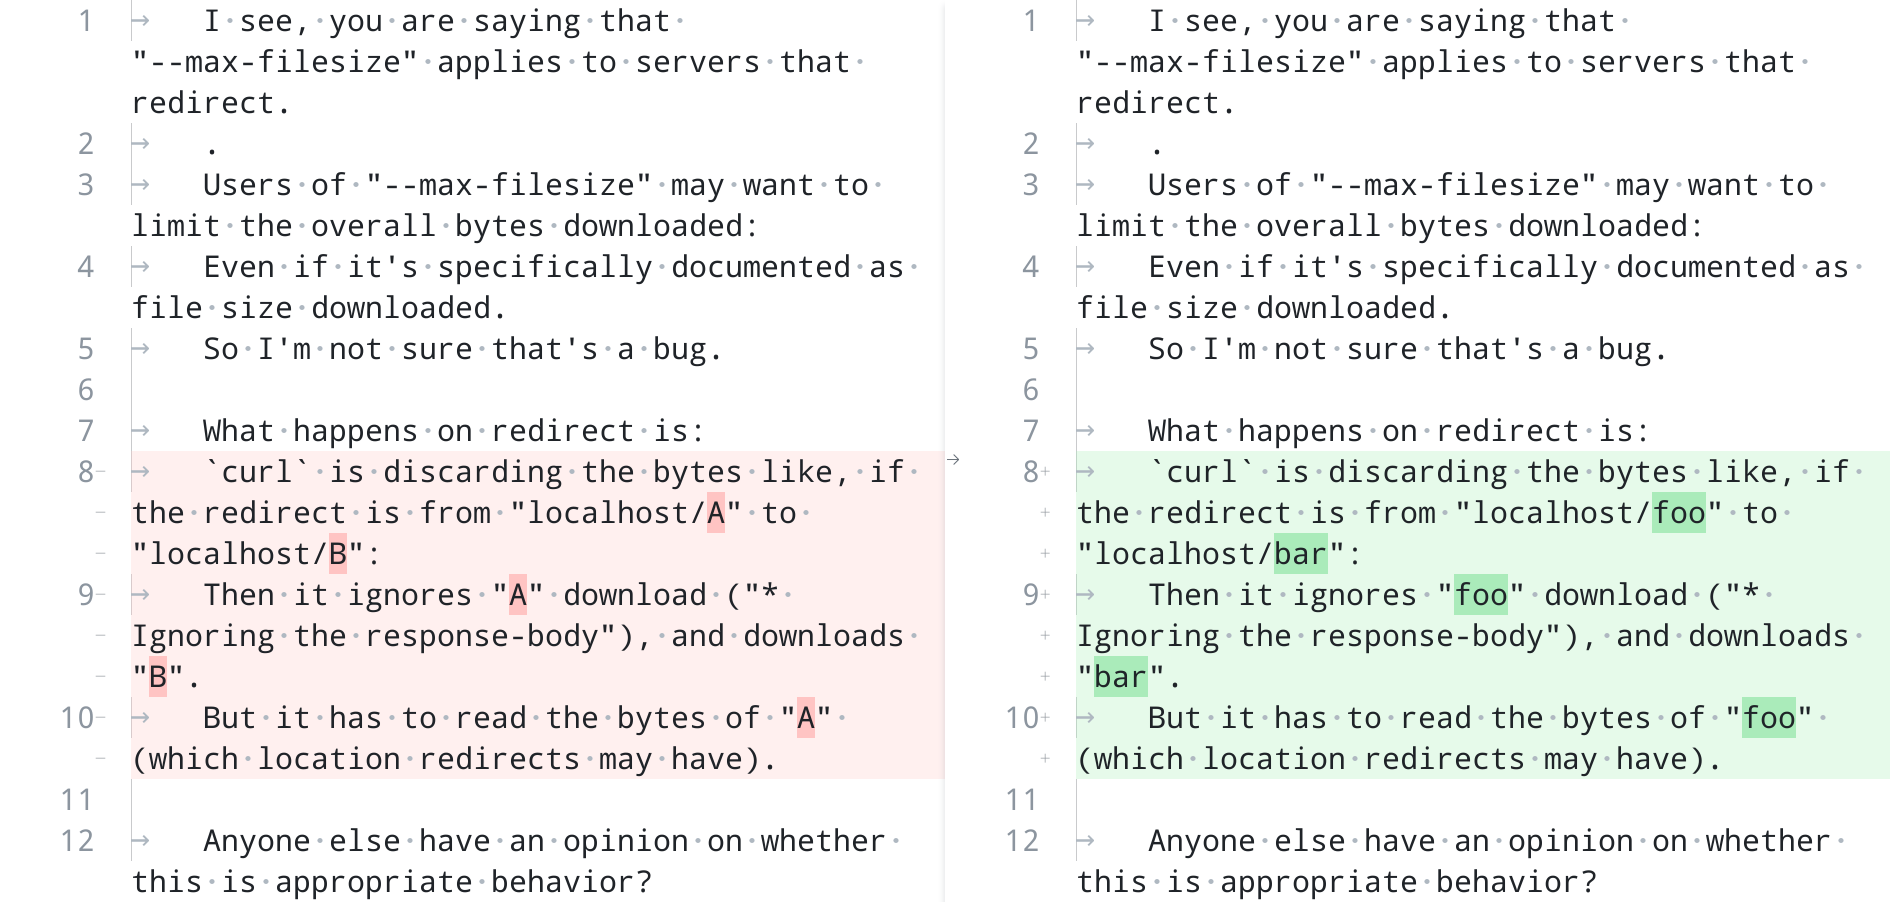 1 → I·see,·you·are·saying·that·
"--max-filesize"·applies·to·servers·that·
redirect.
2 → .
3 → Users·of·"--max-filesize"·may·want·to·
limit·the·overall·bytes·downloaded:
4 → Even·if·it's·specifically·documented·as·
file·size·downloaded.
5 → So·I'm·not·sure·that's·a·bug.
6
7 → What·happens·on·redirect·is:
8- → `curl`·is·discarding·the·bytes·like,·if·
- the·redirect·is·from·"localhost/A"·to·
- "localhost/B":
9- → Then·it·ignores·"A"·download·("*·
- Ignoring·the·response-body"),·and·downloads·
- "B".
10- → But·it·has·to·read·the·bytes·of·"A"·
- (which·location·redirects·may·have).
11
12 → Anyone·else·have·an·opinion·on·whether·
this·is·appropriate·behavior?
→
1 → I·see,·you·are·saying·that·
"--max-filesize"·applies·to·servers·that·
redirect.
2 → .
3 → Users·of·"--max-filesize"·may·want·to·
limit·the·overall·bytes·downloaded:
4 → Even·if·it's·specifically·documented·as·
file·size·downloaded.
5 → So·I'm·not·sure·that's·a·bug.
6
7 → What·happens·on·redirect·is:
8+ → `curl`·is·discarding·the·bytes·like,·if·
+ the·redirect·is·from·"localhost/foo"·to·
+ "localhost/bar":
9+ → Then·it·ignores·"foo"·download·("*·
+ Ignoring·the·response-body"),·and·downloads·
+ "bar".
10+ → But·it·has·to·read·the·bytes·of·"foo"·
+ (which·location·redirects·may·have).
11
12 → Anyone·else·have·an·opinion·on·whether·
this·is·appropriate·behavior?